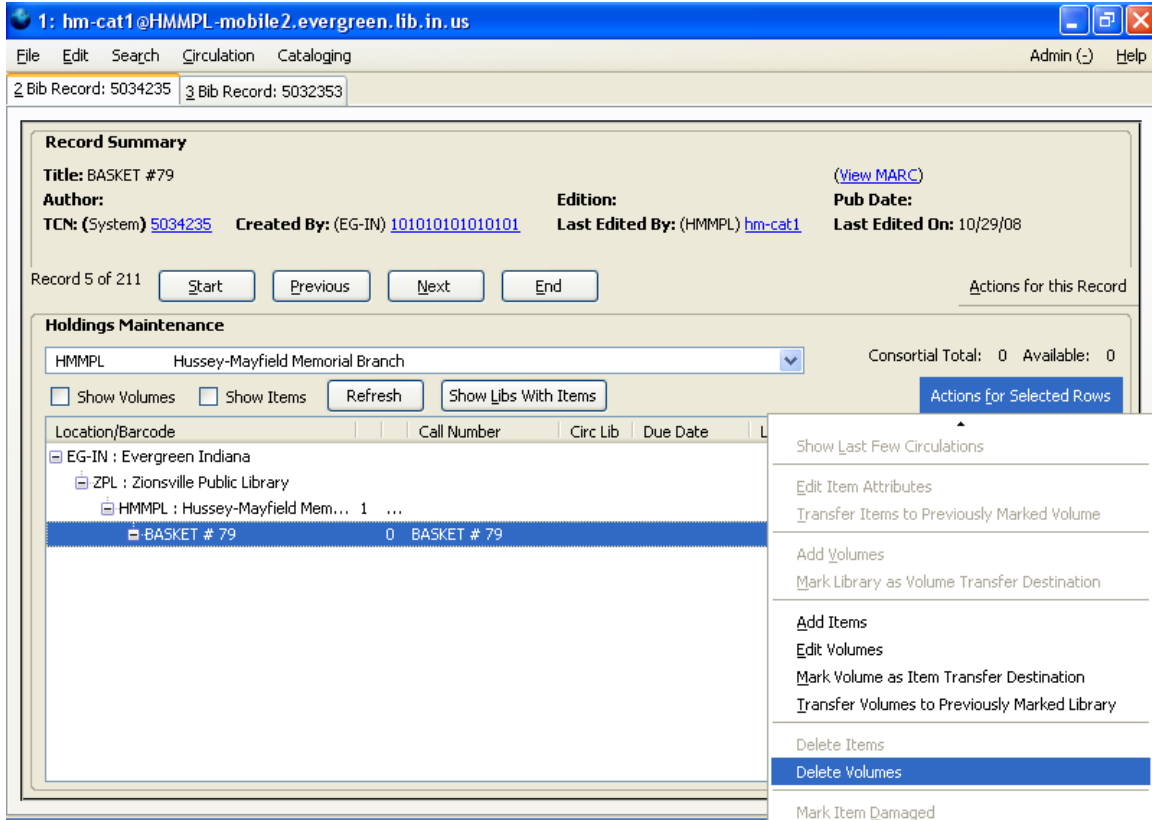 1: hm-cat1@HMMPL-mobile2.evergreen.lib.in.us
File Edit Search Circulation Cataloging Admin (-) Help
2 Bib Record: 5034235 3 Bib Record: 5032353
Record Summary
Title: BASKET #79 (View MARC)
Author: Edition: Pub Date:
TCN: (System) 5034235 Created By: (EG-IN) 101010101010101 Last Edited By: (HMMPL) hm-cat1 Last Edited On: 10/29/08
Record 5 of 211 Start Previous Next End Actions for this Record
Holdings Maintenance
HMMPL Hussey-Mayfield Memorial Branch Consortial Total: 0 Available: 0
Show Volumes Show Items Refresh Show Libs With Items Actions for Selected Rows
Location/Barcode Call Number Circ Lib Due Date L
EG-IN : Evergreen Indiana
ZPL : Zionsville Public Library
HMMPL : Hussey-Mayfield Mem... 1 ...
BASKET # 79 0 BASKET # 79
Show Last Few Circulations
Edit Item Attributes
Transfer Items to Previously Marked Volume
Add Volumes
Mark Library as Volume Transfer Destination
Add Items
Edit Volumes
Mark Volume as Item Transfer Destination
Transfer Volumes to Previously Marked Library
Delete Items
Delete Volumes
Mark Item Damaged